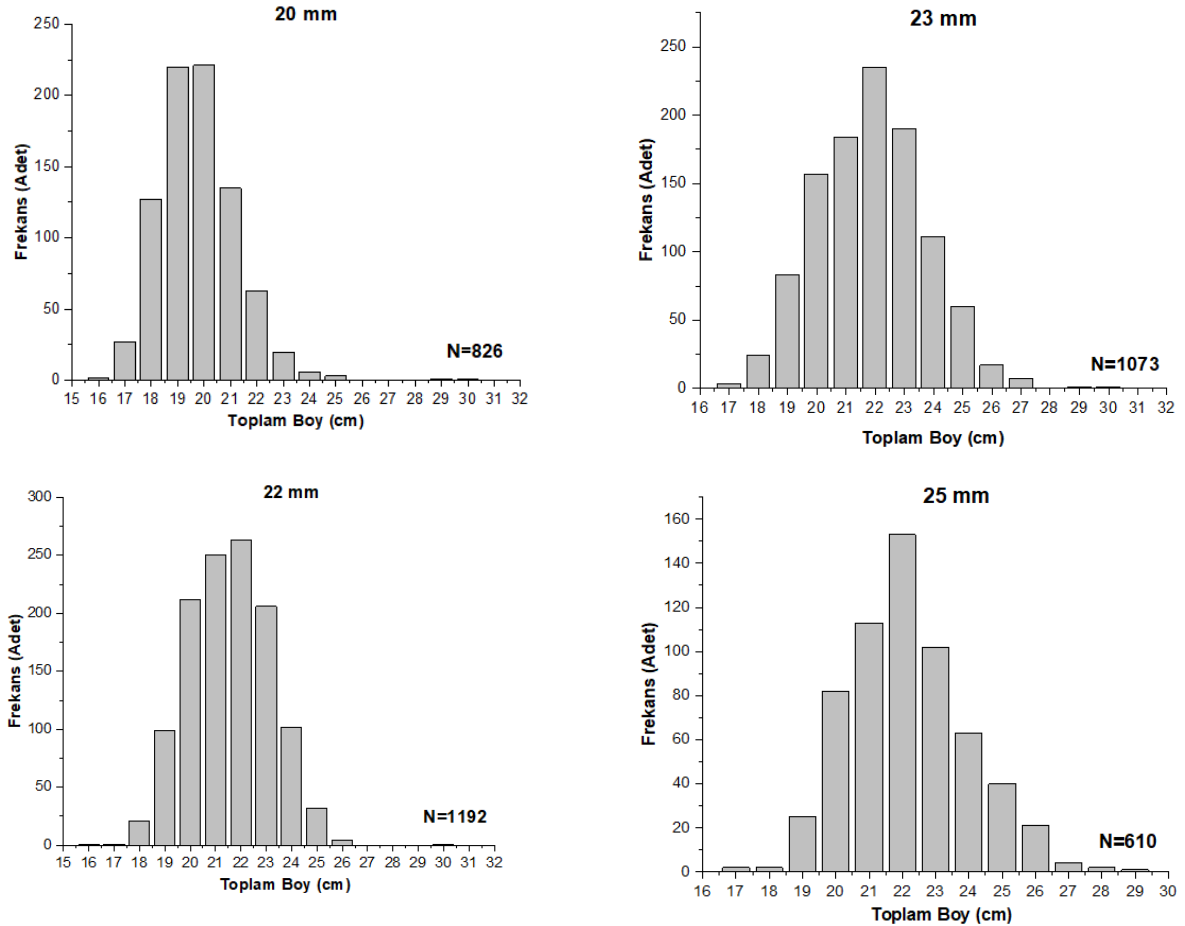 20 mm
250
200
150
100
50
0
Frekans (Adet)
N=826
15 16 17 18 19 20 21 22 23 24 25 26 27 28 29 30 31 32
Toplam Boy (cm)
23 mm
250
200
150
100
50
0
Frekans (Adet)
N=1073
16 17 18 19 20 21 22 23 24 25 26 27 28 29 30 31 32
Toplam Boy (cm)
22 mm
300
250
200
150
100
50
0
Frekans (Adet)
N=1192
15 16 17 18 19 20 21 22 23 24 25 26 27 28 29 30 31 32
Toplam Boy (cm)
25 mm
160
140
120
100
80
60
40
20
0
Frekans (Adet)
N=610
16 17 18 19 20 21 22 23 24 25 26 27 28 29 30
Toplam Boy (cm)